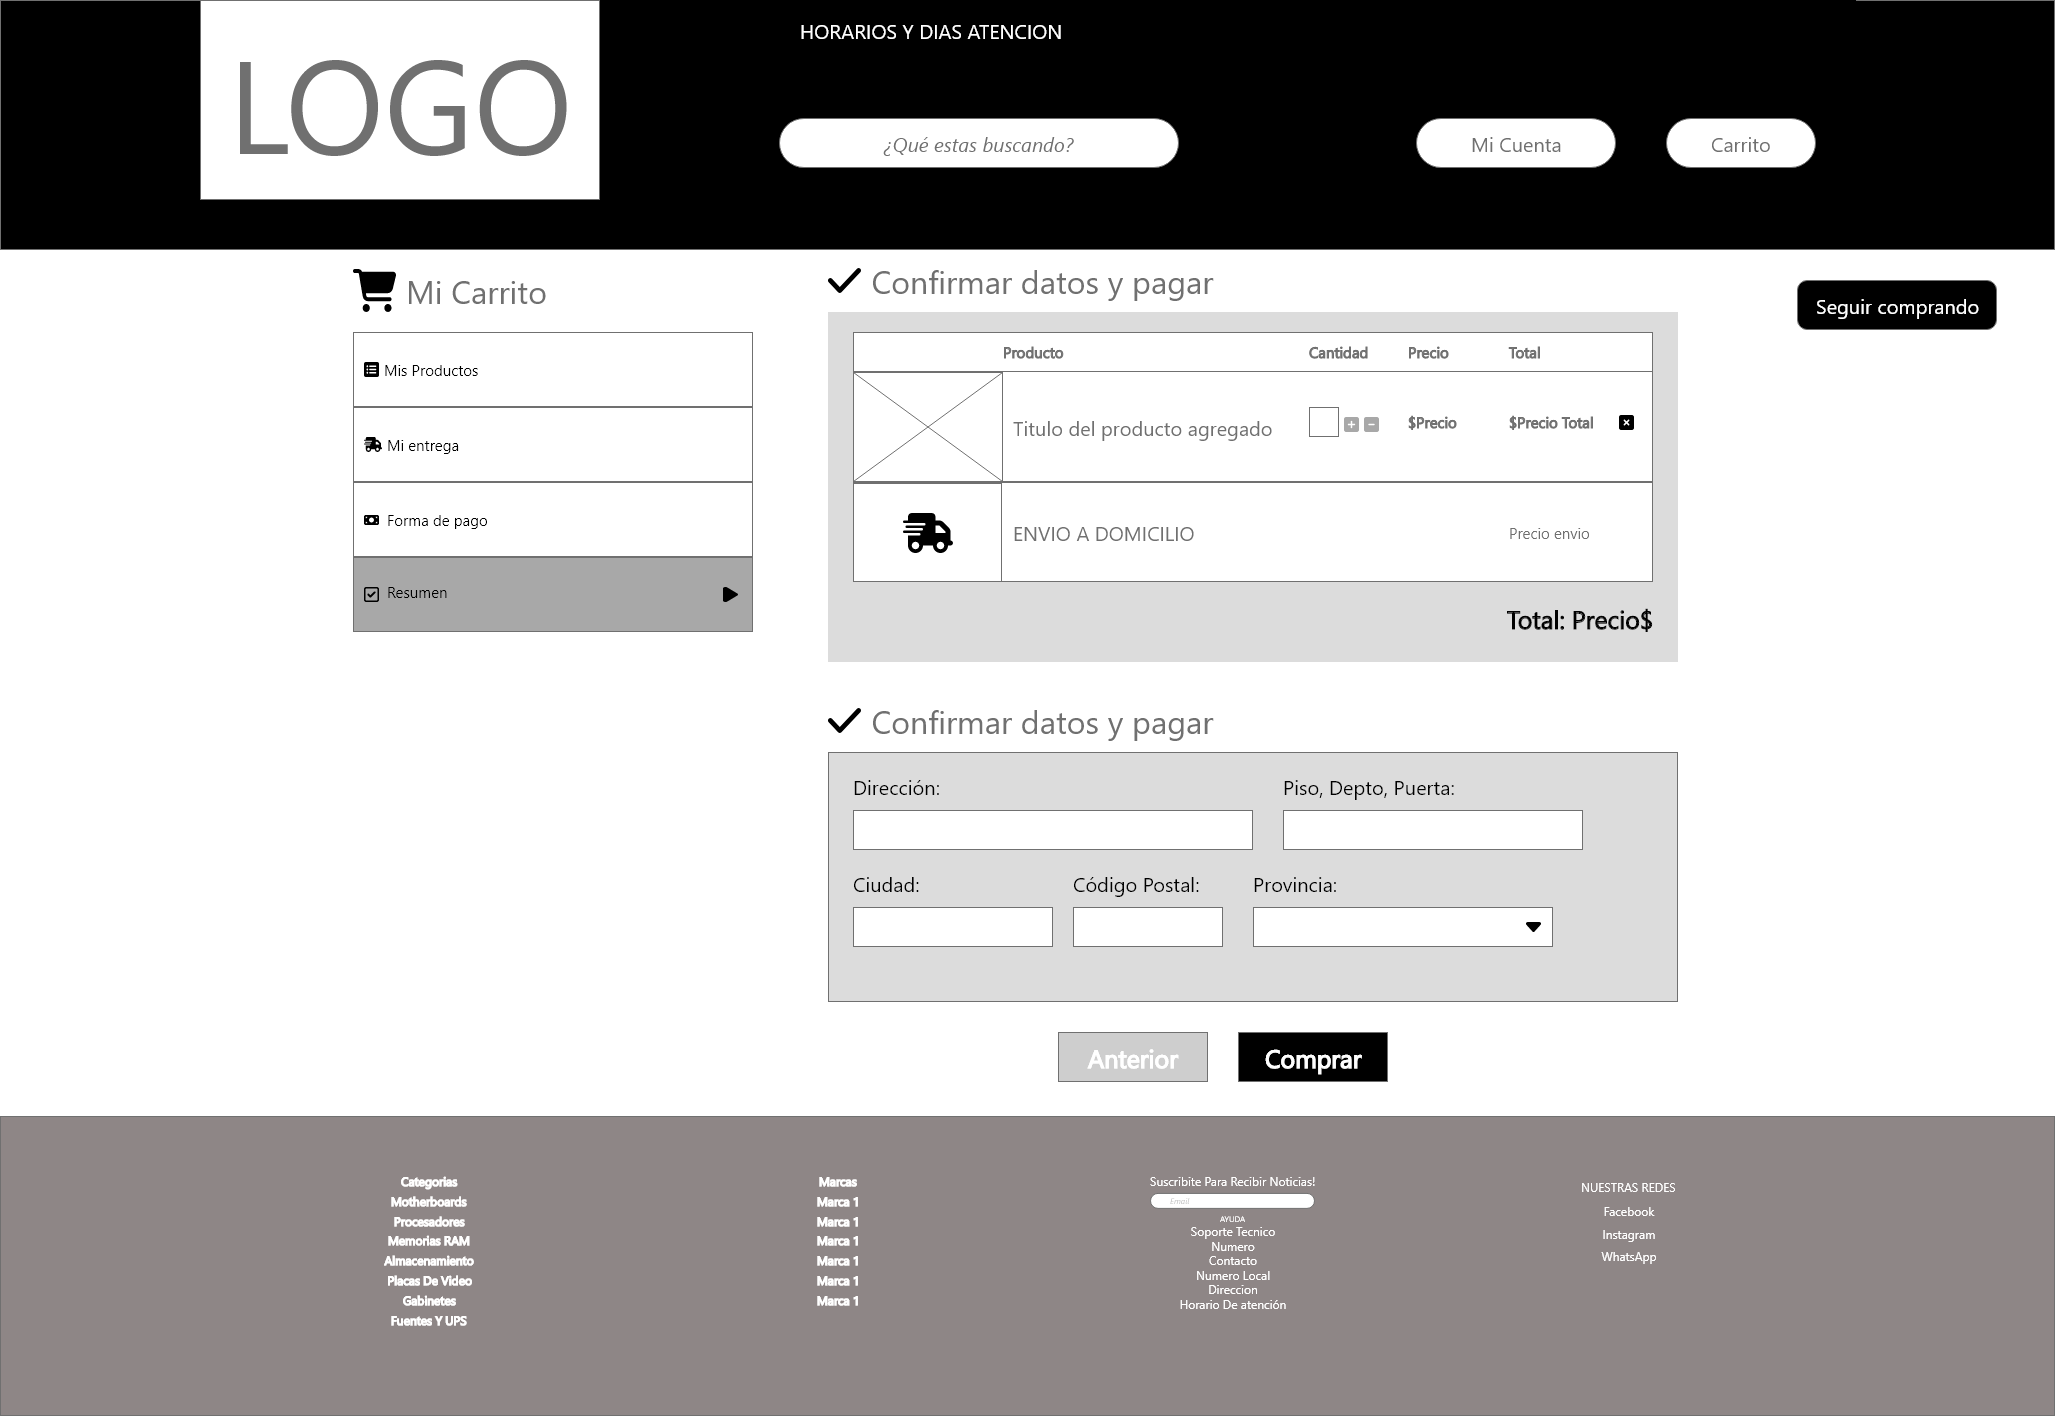 LOGO
HORARIOS Y DIAS ATENCION
¿Qué estas buscando?
Mi Cuenta
Carrito
Mi Carrito
Mis Productos
Mi entrega
Forma de pago
Resumen
Confirmar datos y pagar
Seguir comprando
Producto Cantidad Precio Total
Titulo del producto agregado $Precio $Precio Total
ENVIO A DOMICILIO Precio envio
Total: Precio$
Confirmar datos y pagar
Dirección: Piso, Depto, Puerta:
Ciudad: Código Postal: Provincia:
Anterior Comprar
Categorias
Motherboards
Procesadores
Memorias RAM
Almacenamiento
Placas De Video
Gabinetes
Fuentes Y UPS
Marcas
Marca 1
Marca 1
Marca 1
Marca 1
Marca 1
Marca 1
Suscribite Para Recibir Noticias!
Email
AYUDA
Soporte Tecnico
Numero
Contacto
Numero Local
Direccion
Horario De atención
NUESTRAS REDES
Facebook
Instagram
WhatsApp